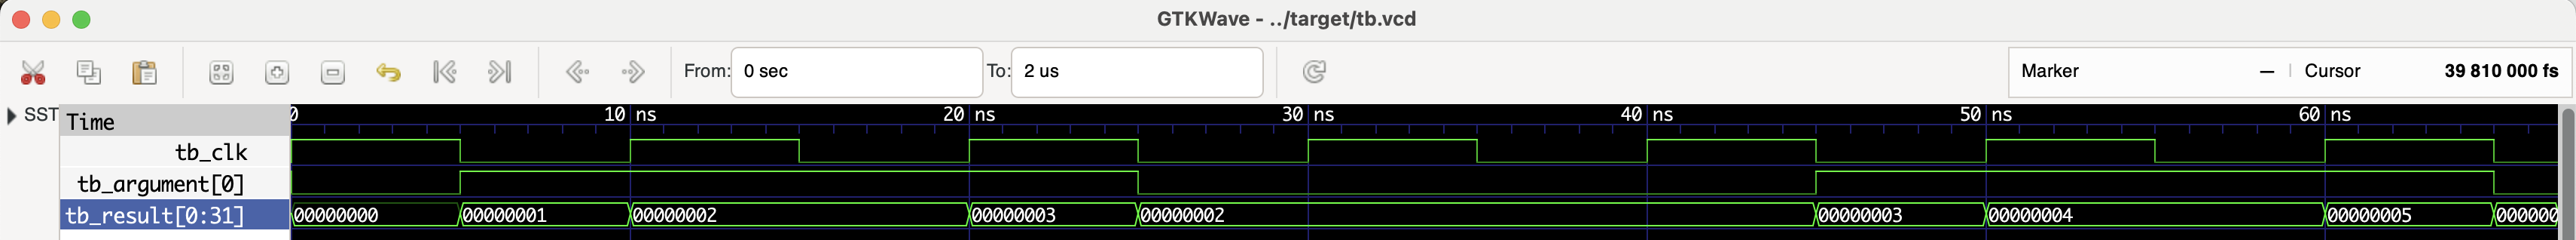 GTKWave - ../target/tb.vcd
From: 0 sec To: 2 us Marker — | Cursor 39 810 000 fs
SST Time 0 10 ns 20 ns 30 ns 40 ns 50 ns 60 ns
tb_clk
tb_argument[0]
tb_result[0:31] 00000000 00000001 00000002 00000003 00000002 00000003 00000004 00000005 000000